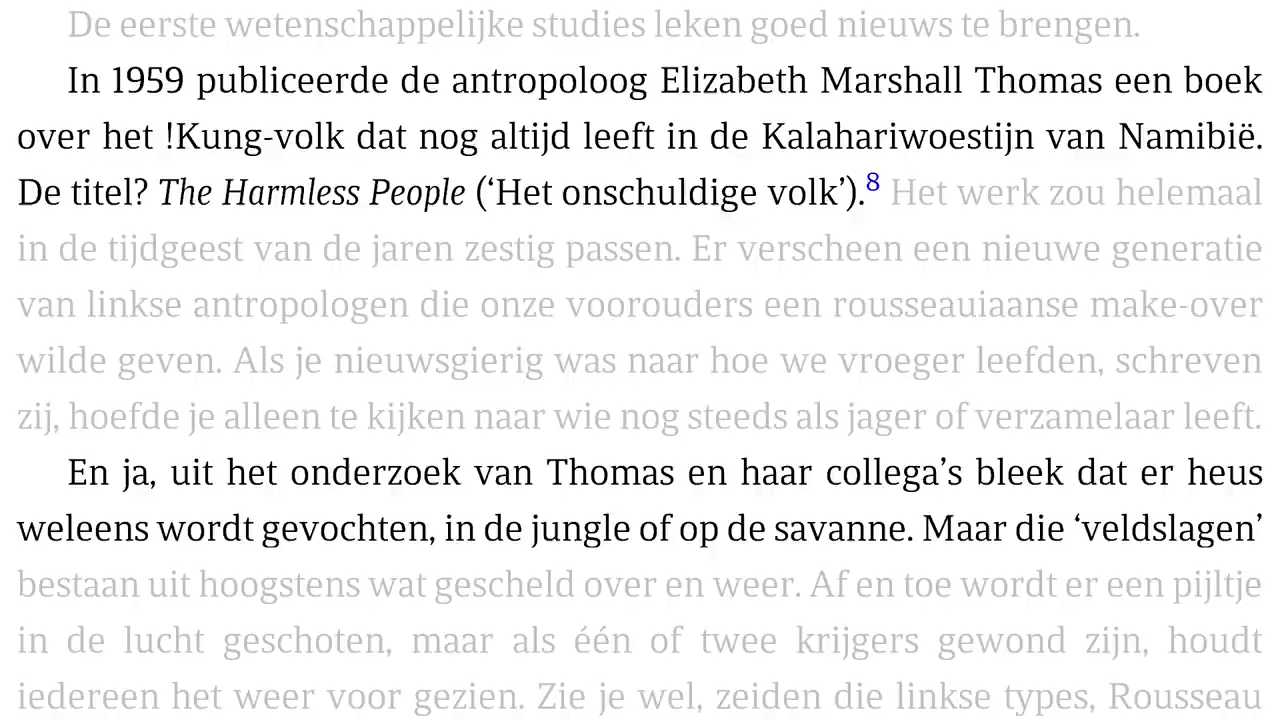 De eerste wetenschappelijke studies leken goed nieuws te brengen.
In 1959 publiceerde de antropoloog Elizabeth Marshall Thomas een boek
over het !Kung-volk dat nog altijd leeft in de Kalahariwoestijn van Namibië.
De titel? The Harmless People (‘Het onschuldige volk’).8 Het werk zou helemaal
in de tijdgeest van de jaren zestig passen. Er verscheen een nieuwe generatie
van linkse antropologen die onze voorouders een rousseauiaanse make-over
wilde geven. Als je nieuwsgierig was naar hoe we vroeger leefden, schreven
zij, hoefde je alleen te kijken naar wie nog steeds als jager of verzamelaar leeft.
En ja, uit het onderzoek van Thomas en haar collega’s bleek dat er heus
weleens wordt gevochten, in de jungle of op de savanne. Maar die ‘veldslagen’
bestaan uit hoogstens wat gescheld over en weer. Af en toe wordt er een pijltje
in de lucht geschoten, maar als één of twee krijgers gewond zijn, houdt
iedereen het weer voor gezien. Zie je wel, zeiden die linkse types, Rousseau